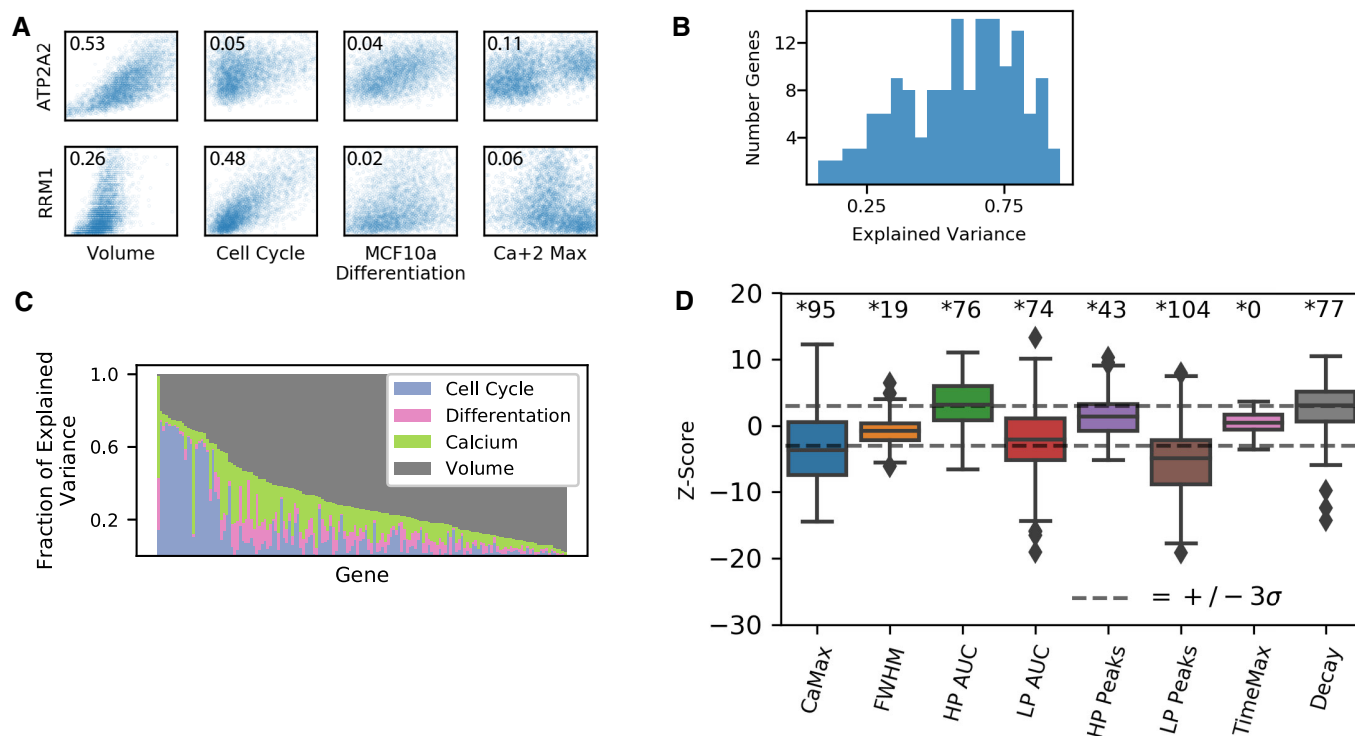 A
ATP2A2
0.53
0.05
0.04
0.11
RRM1
0.26
0.48
0.02
0.06
Volume
Cell Cycle
MCF10a
Differentiation
Ca+2 Max
B
Number Genes
12
8
4
0.25
0.75
Explained Variance
C
Fraction of Explained
Variance
1.0
0.6
0.2
Cell Cycle
Differentation
Calcium
Volume
Gene
D
Z-Score
20
10
0
−10
−20
−30
*95
*19
*76
*74
*43
*104
*0
*77
= + / − 3σ
CaMax
FWHM
HP AUC
LP AUC
HP Peaks
LP Peaks
TimeMax
Decay